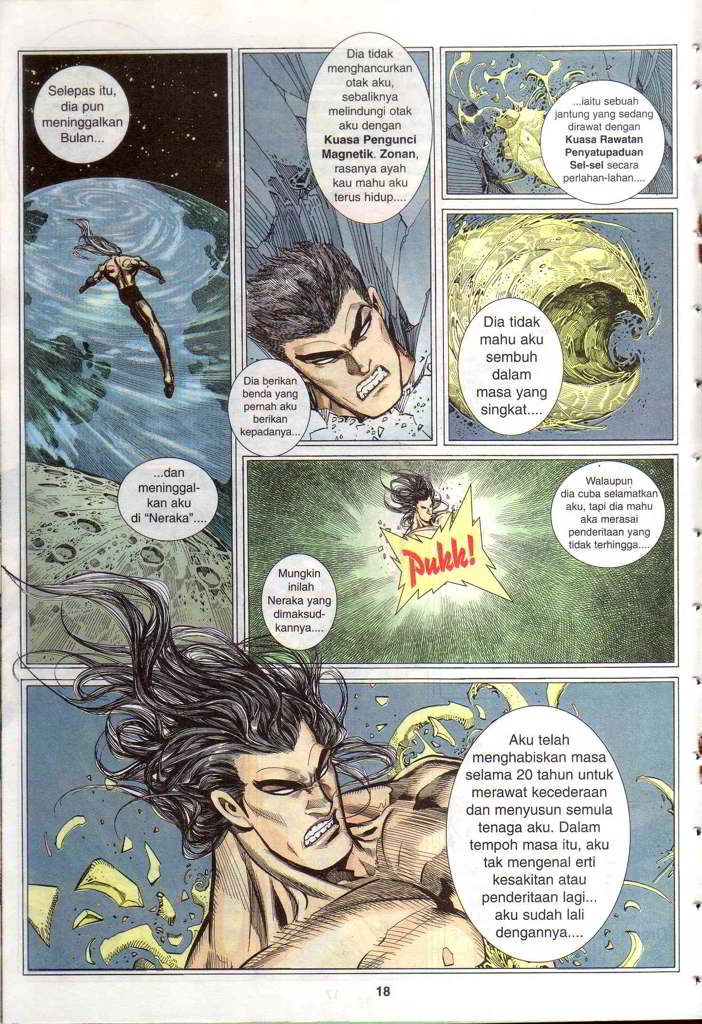 Selepas itu,
dia pun
meninggalkan
Bulan...
...dan
meninggal-
kan aku
di “Neraka”....
Dia tidak
menghancurkan
otak aku,
sebaliknya
melindungi otak
aku dengan
Kuasa Pengunci
Magnetik. Zonan,
rasanya ayah
kau mahu aku
terus hidup....
Dia berikan
benda yang
pernah aku
berikan
kepadanya...
...iaitu sebuah
jantung yang sedang
dirawat dengan
Kuasa Rawatan
Penyatupaduan
Sel-sel secara
perlahan-lahan....
Dia tidak
mahu aku
sembuh
dalam
masa yang
singkat....
Mungkin
inilah
Neraka yang
dimaksud-
kannya....
Pukk!
Walaupun
dia cuba selamatkan
aku, tapi dia mahu
aka merasai
penderitaan yang
tidak terhingga....
Aku telah
menghabiskan masa
selama 20 tahun untuk
merawat kecederaan
dan menyusun semula
tenaga aku. Dalam
tempoh masa itu, aku
tak mengenal erti
kesakitan atau
penderitaan lagi...
aku sudah lali
dengannya....
18